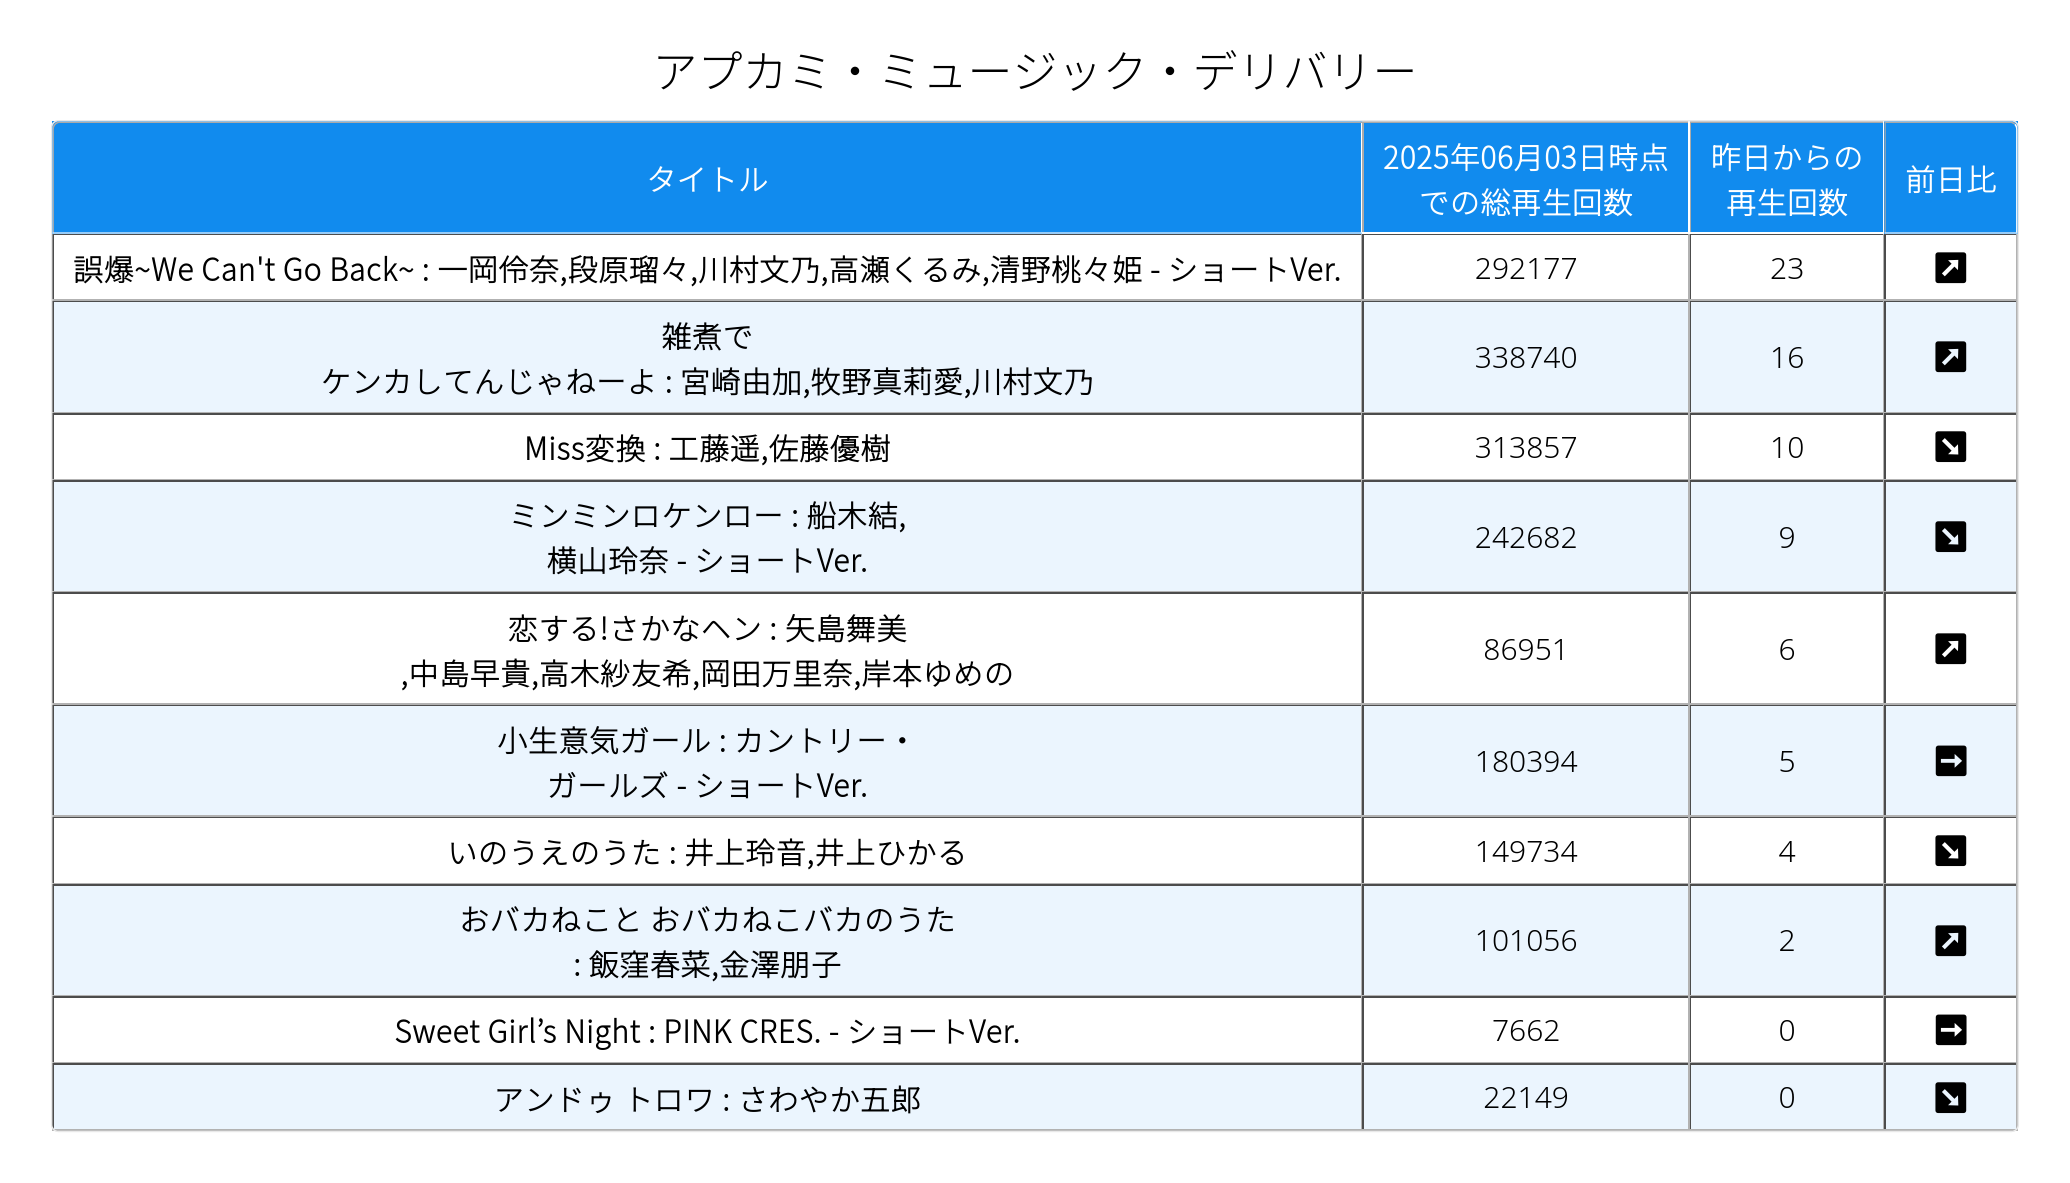 アプカミ・ミュージック・デリバリー
タイトル
2025年06月03日時点
での総再生回数
昨日からの
再生回数
前日比
誤爆~We Can't Go Back~ : 一岡伶奈,段原瑠々,川村文乃,高瀬くるみ,清野桃々姫 - ショートVer.
292177
23
雑煮で
ケンカしてんじゃねーよ : 宮崎由加,牧野真莉愛,川村文乃
338740
16
Miss変換 : 工藤遥,佐藤優樹
313857
10
ミンミンロケンロー : 船木結,
横山玲奈 - ショートVer.
242682
9
恋する!さかなヘン : 矢島舞美
,中島早貴,高木紗友希,岡田万里奈,岸本ゆめの
86951
6
小生意気ガール : カントリー・
ガールズ - ショートVer.
180394
5
いのうえのうた : 井上玲音,井上ひかる
149734
4
おバカねこと おバカねこバカのうた
: 飯窪春菜,金澤朋子
101056
2
Sweet Girl’s Night : PINK CRES. - ショートVer.
7662
0
アンドゥ トロワ : さわやか五郎
22149
0